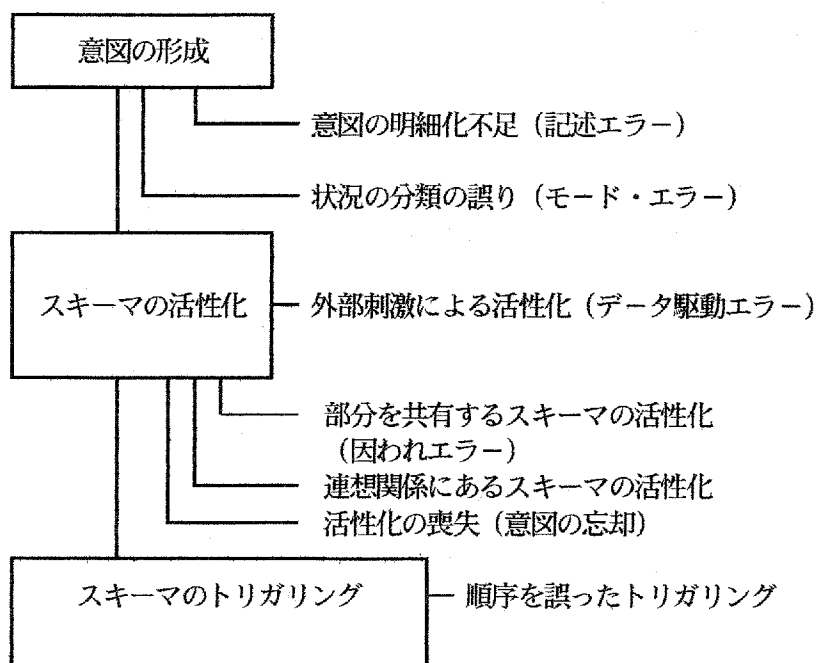 意図の形成
意図の明細化不足（記述エラー）
状況の分類の誤り（モード・エラー）
スキーマの活性化
外部刺激による活性化（データ駆動エラー）
部分を共有するスキーマの活性化
（因われエラー）
連想関係にあるスキーマの活性化
活性化の喪失（意図の忘却）
スキーマのトリガリング
順序を誤ったトリガリング